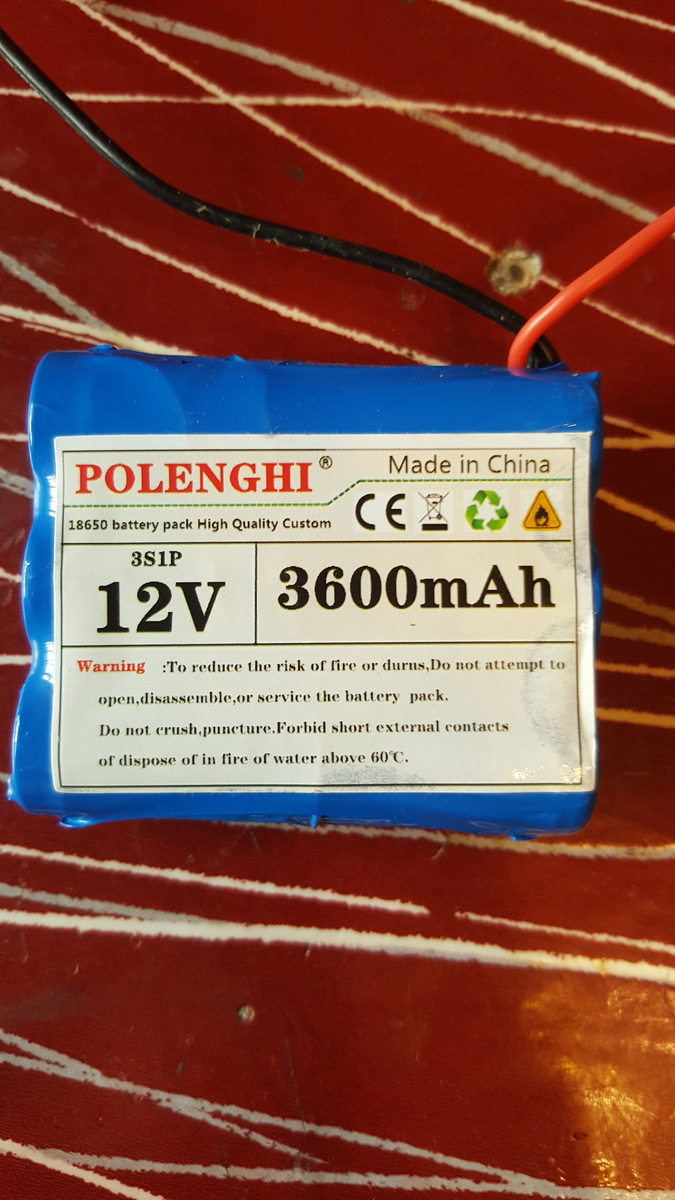 POLENGHI®
Made in China
CE
18650 battery pack High Quality Custom
3S1P
12V
3600mAh
Warning :To reduce the risk of fire or durns,Do not attempt to
open,disassemble,or service the battery pack.
Do not crush,puncture.Forbid short external contacts
of dispose of in fire of water above 60℃.